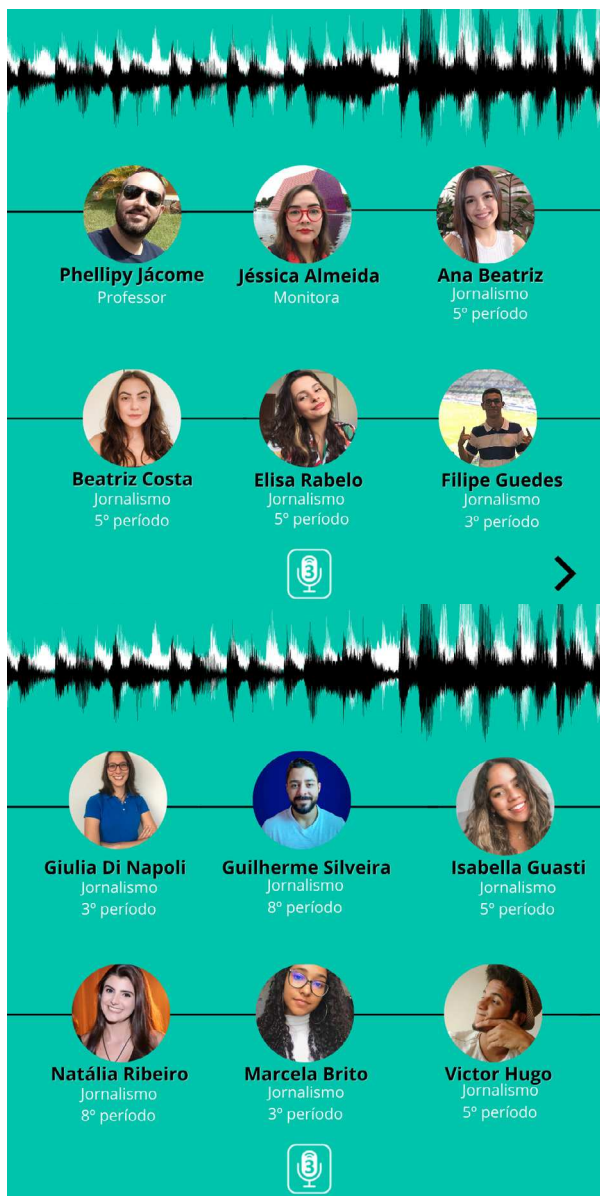 Phellipy Jácome
Professor
Jéssica Almeida
Monitora
Ana Beatriz
Jornalismo
5º período
Beatriz Costa
Jornalismo
5º período
Elisa Rabelo
Jornalismo
5º período
Filipe Guedes
Jornalismo
3º período
3
Giulia Di Napoli
Jornalismo
3º período
Guilherme Silveira
Jornalismo
8º período
Isabella Guasti
Jornalismo
5º período
Natália Ribeiro
Jornalismo
8º período
Marcela Brito
Jornalismo
3º período
Victor Hugo
Jornalismo
5º período
3